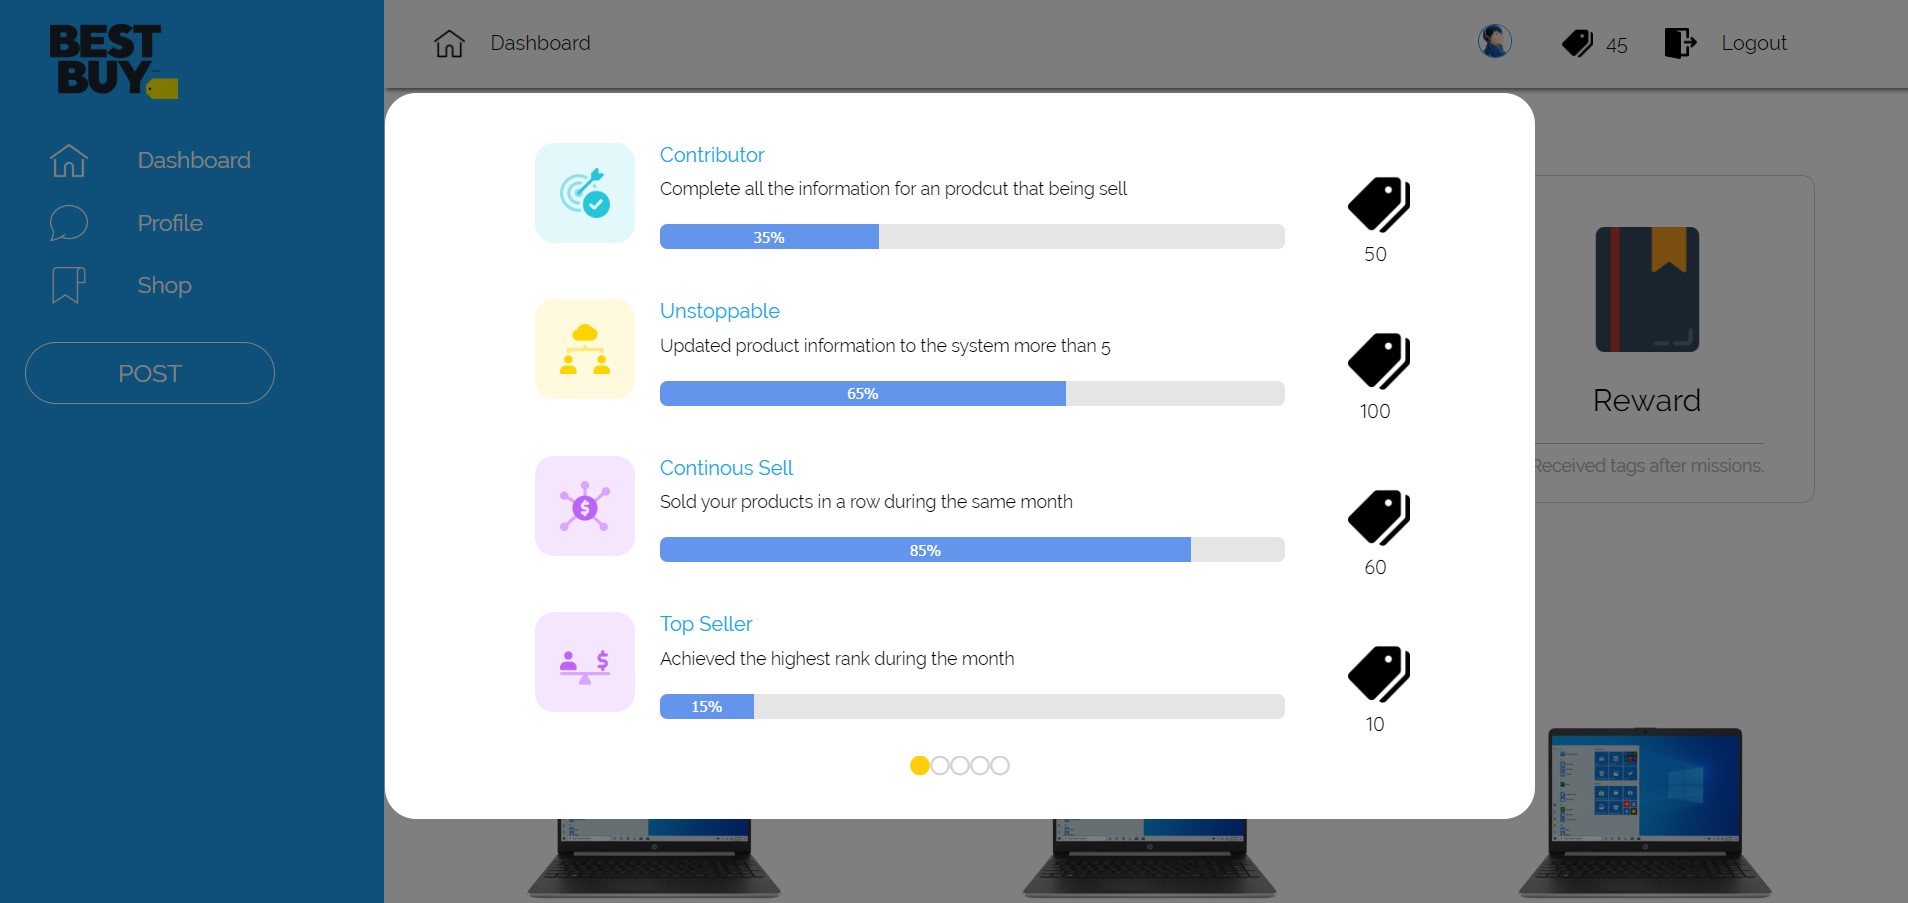 BEST
BUY
Dashboard
Profile
Shop
POST
Dashboard
45
Logout
Contributor
Complete all the information for an prodcut that being sell
35%
50
Unstoppable
Updated product information to the system more than 5
65%
100
Continous Sell
Sold your products in a row during the same month
85%
60
Top Seller
Achieved the highest rank during the month
15%
10
Reward
Received tags after missions.